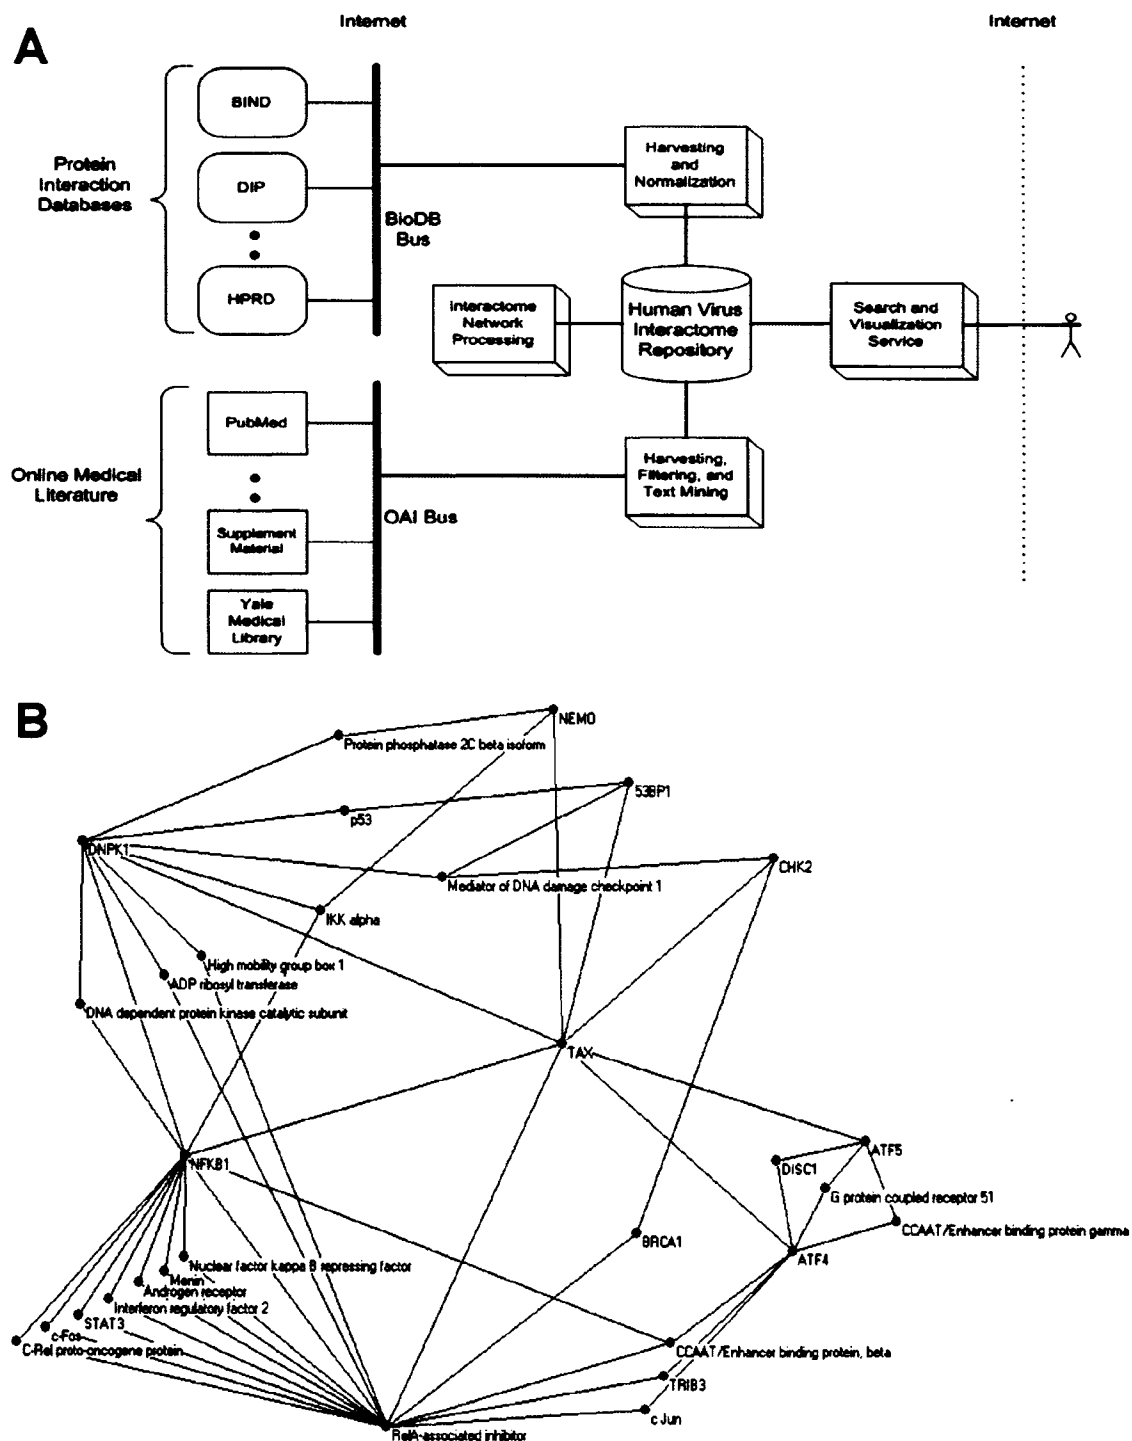 Internet
Internet
A
BIND
Protein
Interaction
Databases
DIP
HPRD
BioDB
Bus
Harvesting
and
Normalization
Interactome
Network
Processing
Human Virus
Interactome
Repository
Search and
Visualization
Service
PubMed
Online Medical
Literature
Supplement
Material
Yale
Medical
Library
OAI Bus
Harvesting,
Filtering, and
Text Mining
B
NEMO
Protein phosphatase 2C beta isoform
53BP1
p53
DNPK1
CHK2
Mediator of DNA damage checkpoint 1
IKK alpha
High mobility group box 1
ADP ribosyl transferase
DNA dependent protein kinase catalytic subunit
TAX
ATF5
NFKB1
DISC1
G protein coupled receptor 51
CCAAT/Enhancer binding protein gamma
BRCA1
ATF4
Nuclear factor kappa B repressing factor
Menin
Androgen receptor
Interferon regulatory factor 2
STAT3
c-Fos
C-Rel proto-oncogene protein
CCAAT/Enhancer binding protein, beta
TRIB3
c Jun
RelA-associated inhibitor